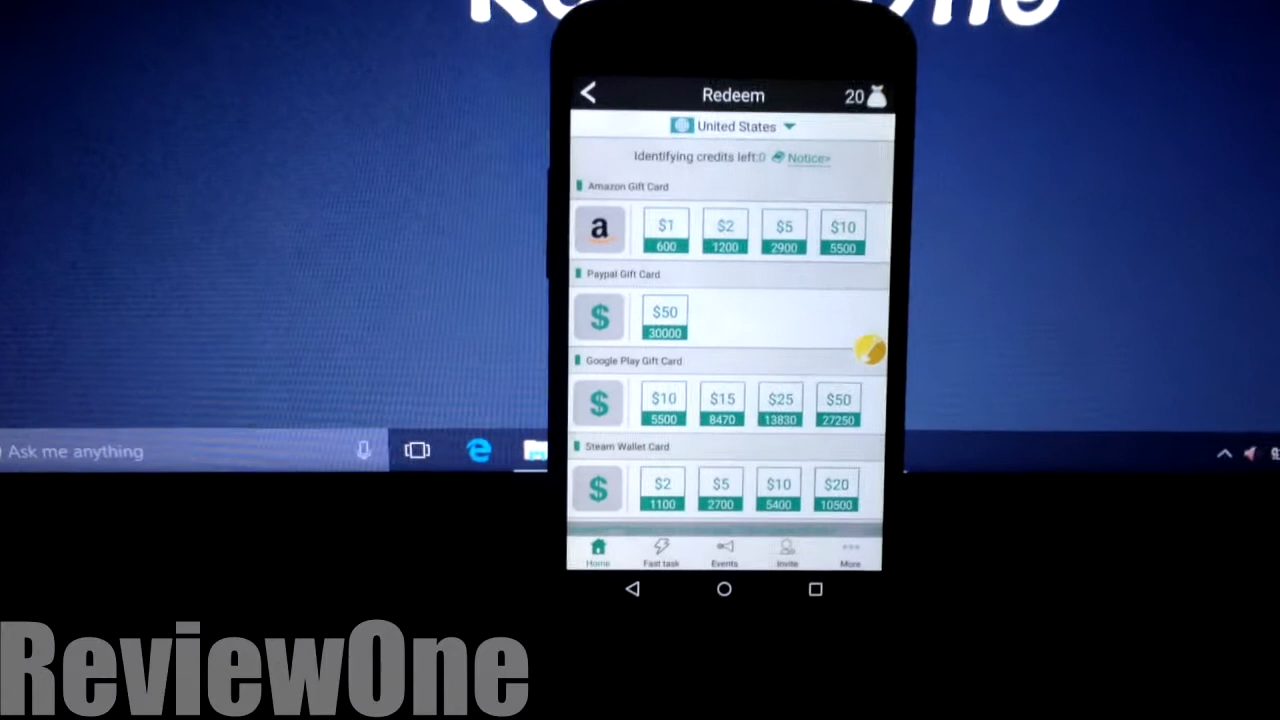 Redeem
20
United States
Identifying credits left:0 Notice>
Amazon Gift Card
a
$1 $2 $5 $10
600 1200 2900 5500
Paypal Gift Card
$ $50
30000
Google Play Gift Card
$ $10 $15 $25 $50
5500 8470 13830 27250
Steam Wallet Card
$ $2 $5 $10 $20
1100 2700 5400 10500
Home Fast task Events Invite More
Ask me anything
ReviewOne